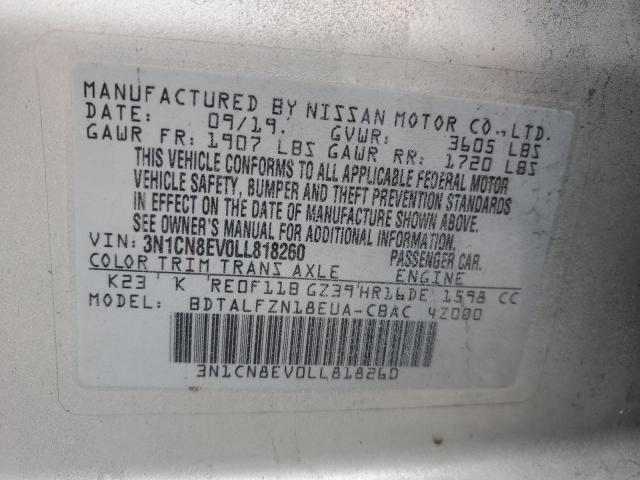 MANUFACTURED BY NISSAN MOTOR CO., LTD.
DATE: 09/19. GVWR: 3605 LBS
GAWR FR: 1907 LBS GAWR RR: 1720 LBS
THIS VEHICLE CONFORMS TO ALL APPLICABLE FEDERAL MOTOR
VEHICLE SAFETY, BUMPER AND THEFT PREVENTION STANDARDS
IN EFFECT ON THE DATE OF MANUFACTURE SHOWN ABOVE.
SEE OWNER'S MANUAL FOR ADDITIONAL INFORMATION.
VIN: 3N1CN8EV0LL818260 PASSENGER CAR.
COLOR TRIM TRANS AXLE ENGINE
K23 K RE0F11B GZ39 HR16DE 1598 CC
MODEL: BDTALFZN18EUA-CBAC 4Z000
3N1CN8EV0LL818260